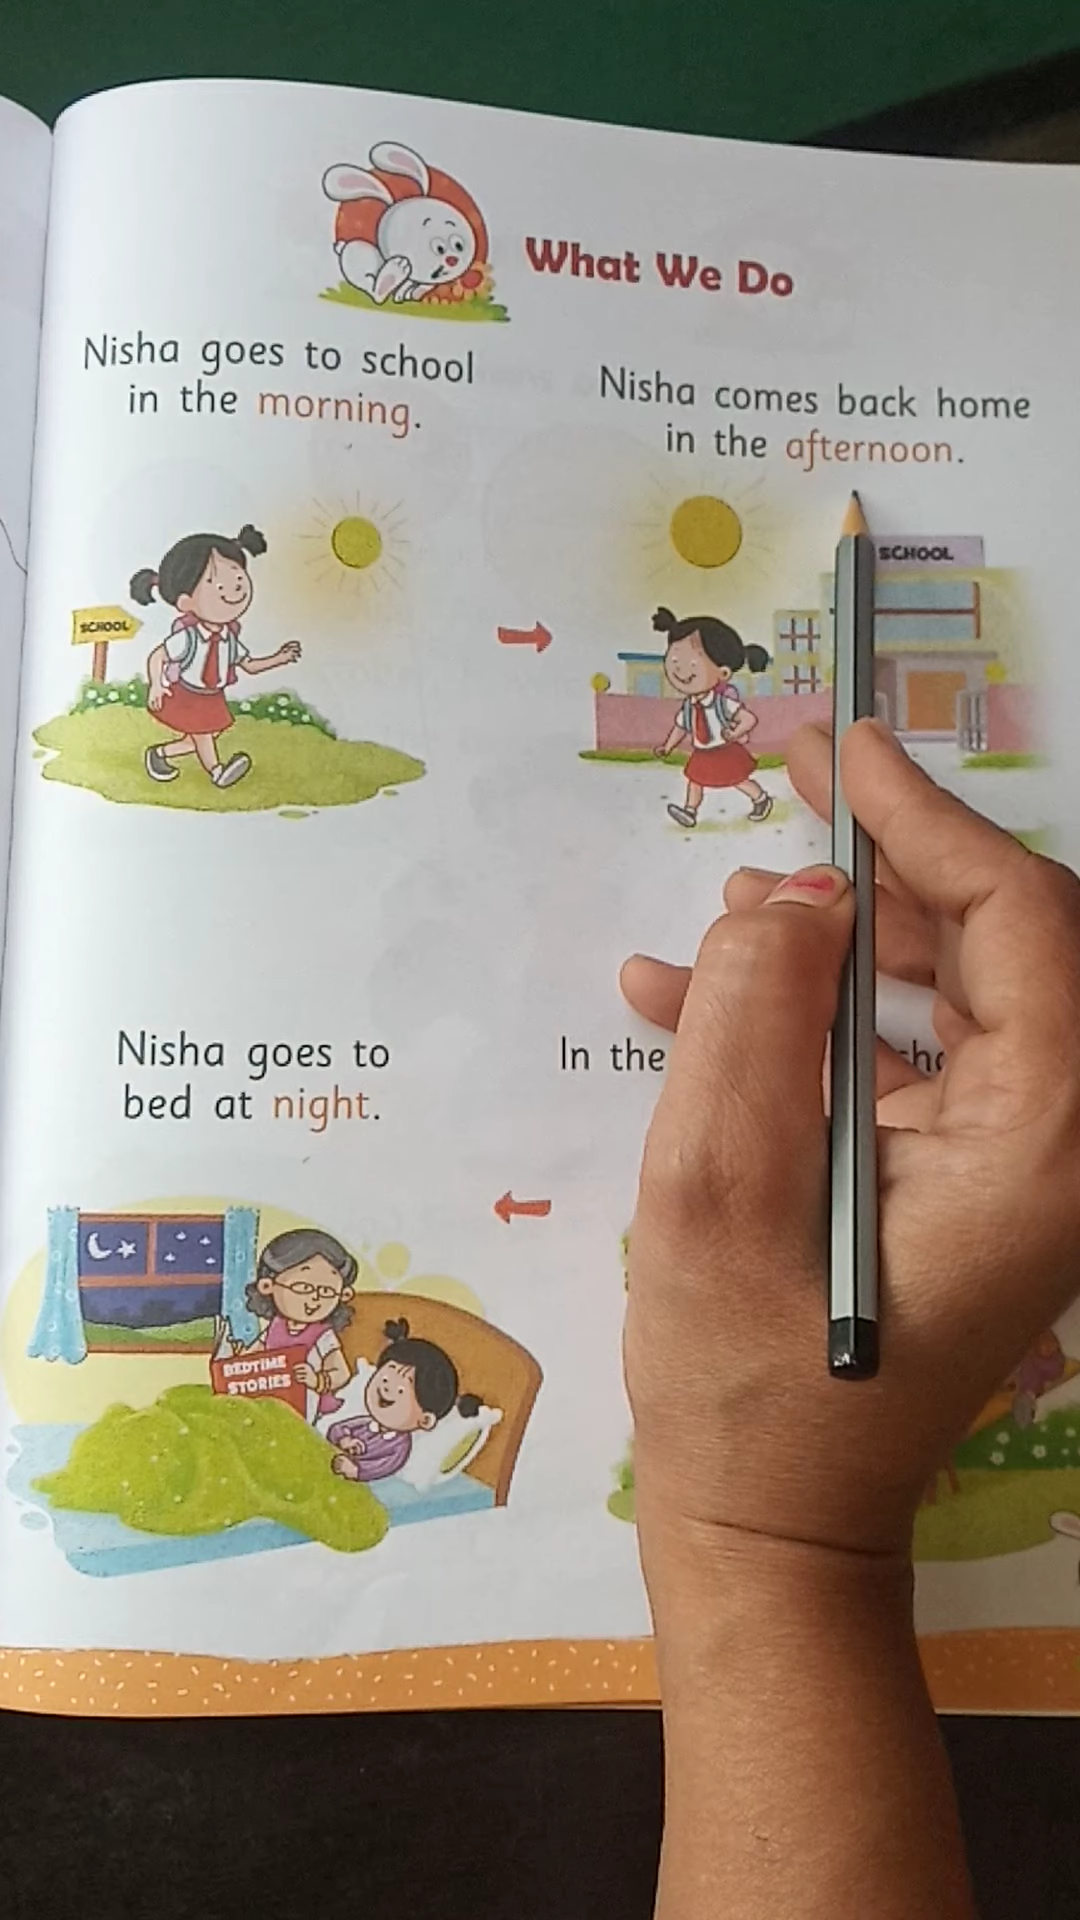 What We Do
Nisha goes to school
in the morning.
SCHOOL
Nisha comes back home
in the afternoon.
SCHOOL
In the
Nisha goes to
bed at night.
BEDTIME
STORIES